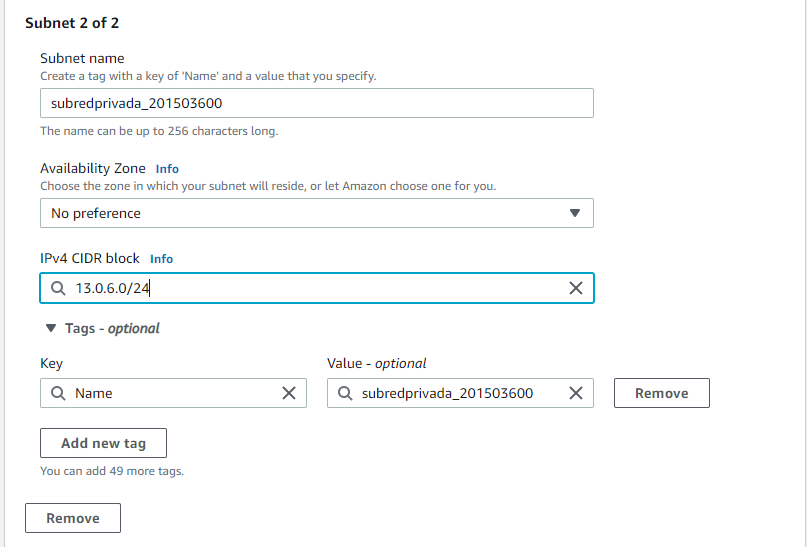 Subnet 2 of 2
Subnet name
Create a tag with a key of 'Name' and a value that you specify.
subredprivada_201503600
The name can be up to 256 characters long.
Availability Zone Info
Choose the zone in which your subnet will reside, or let Amazon choose one for you.
No preference
IPv4 CIDR block Info
13.0.6.0/24
Tags - optional
Key Value - optional
Name subredprivada_201503600 Remove
Add new tag
You can add 49 more tags.
Remove